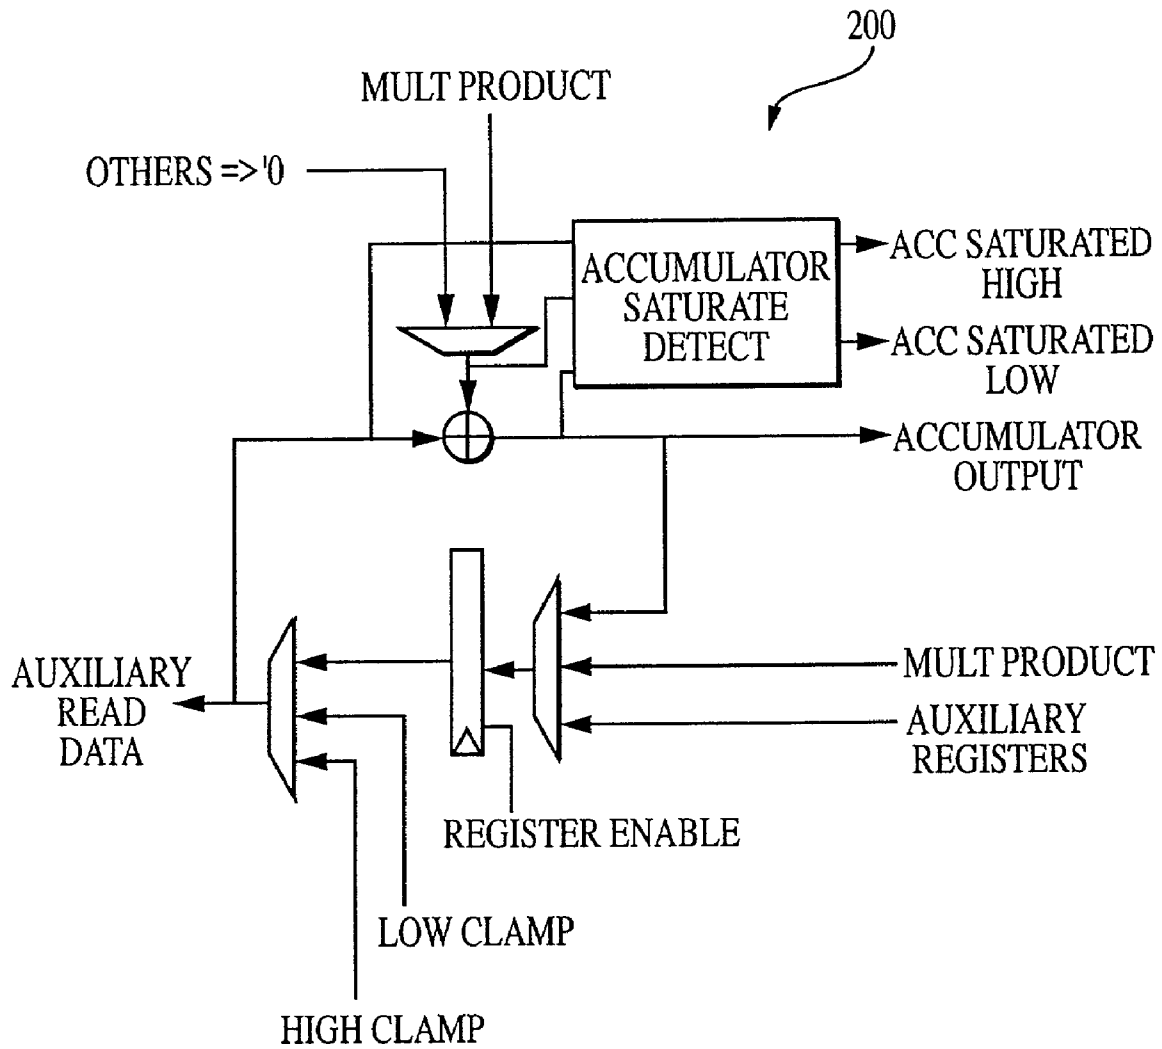 200
MULT PRODUCT
OTHERS =>'0
ACCUMULATOR
SATURATE
DETECT
ACC SATURATED
HIGH
ACC SATURATED
LOW
ACCUMULATOR
OUTPUT
AUXILIARY
READ
DATA
MULT PRODUCT
AUXILIARY
REGISTERS
REGISTER ENABLE
LOW CLAMP
HIGH CLAMP